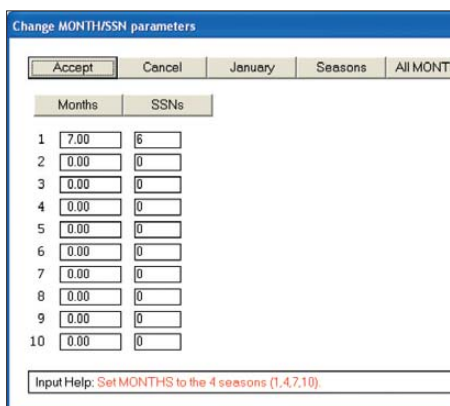 Change MONTH/SSN parameters
Accept Cancel January Seasons All MONT
Months SSNs
1 7.00 6
2 0.00 0
3 0.00 0
4 0.00 0
5 0.00 0
6 0.00 0
7 0.00 0
8 0.00 0
9 0.00 0
10 0.00 0
Input Help: Set MONTHS to the 4 seasons (1,4,7,10).